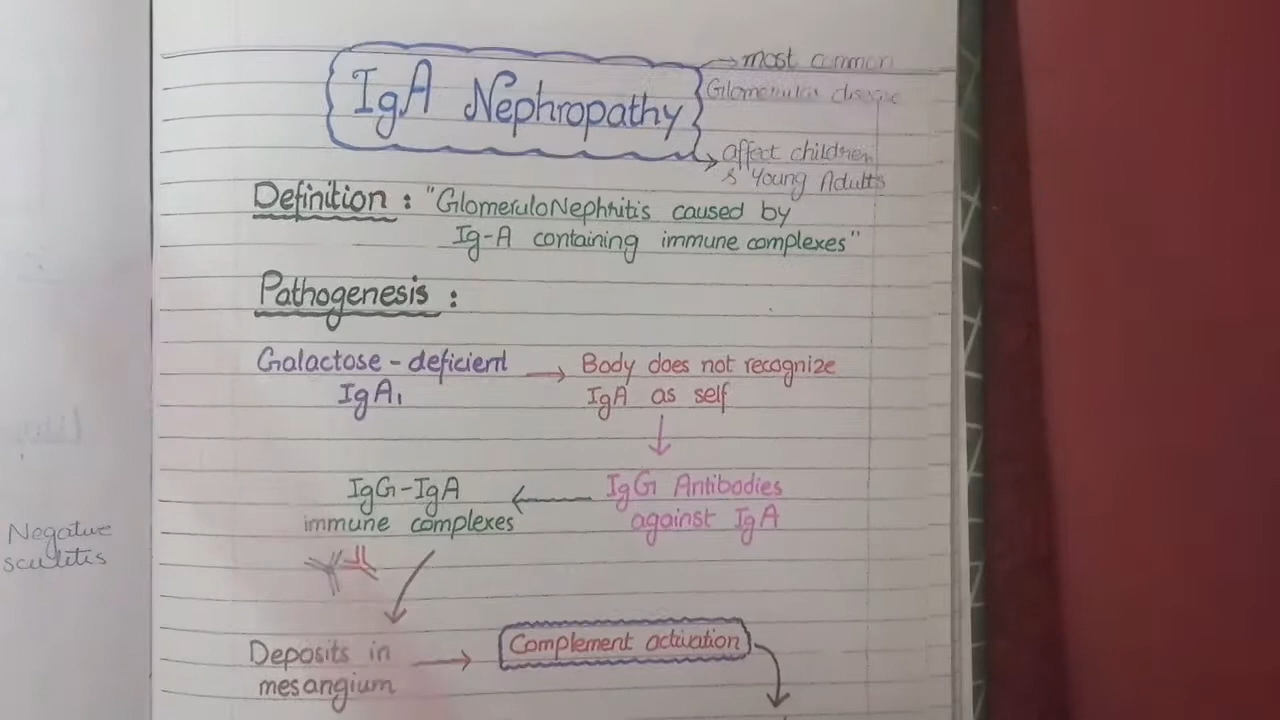 → most common
IgA Nephropathy
Glomerular disease
→ affect children
& Young Adults
Definition : "GlomeruloNephritis caused by
Ig-A containing immune complexes"
Pathogenesis :
Galactose-deficient → Body does not recognize
IgA₁ IgA as self
IgG-IgA ← IgG Antibodies
immune complexes against IgA
Negative
sculitis
Deposits in → Complement activation
mesangium